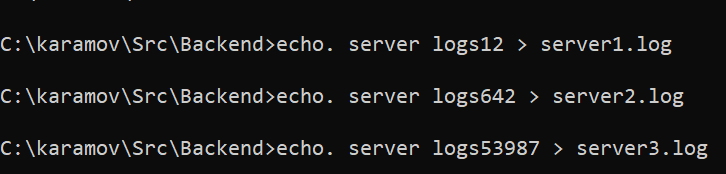 C:\karamov\Src\Backend>echo. server logs12 > server1.log
C:\karamov\Src\Backend>echo. server logs642 > server2.log
C:\karamov\Src\Backend>echo. server logs53987 > server3.log